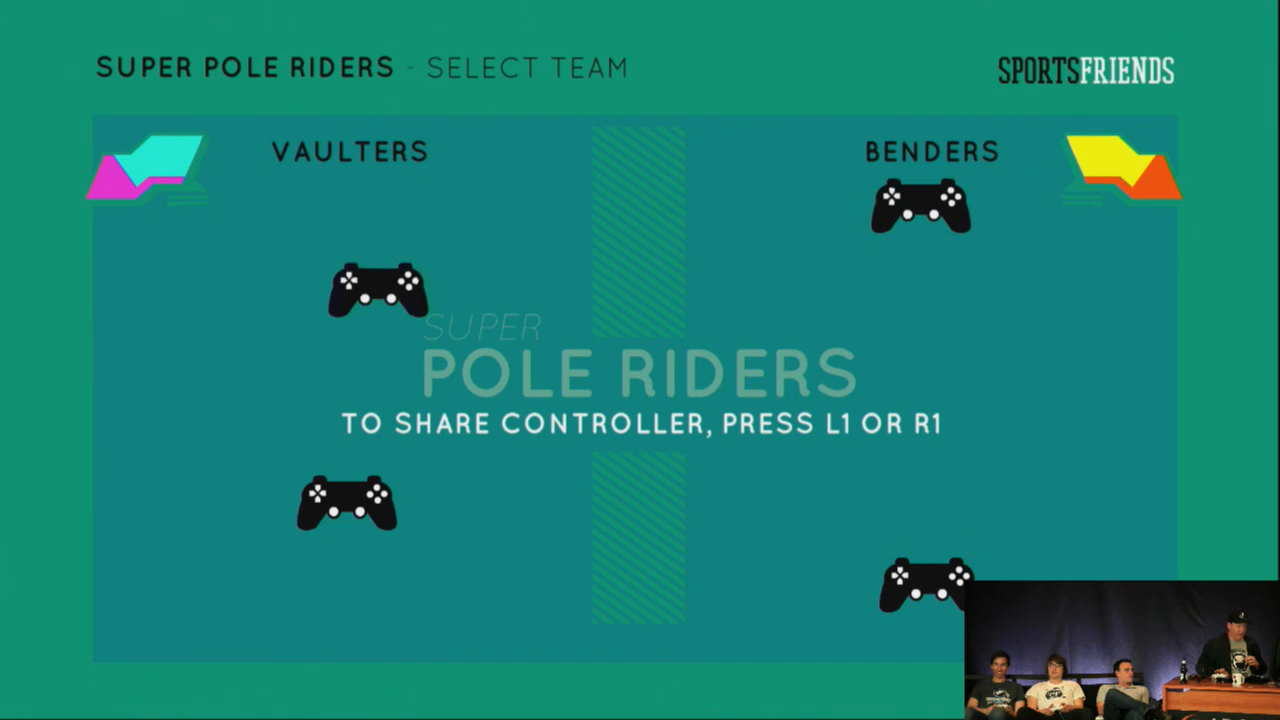 SUPER POLE RIDERS - SELECT TEAM
SPORTSFRIENDS
VAULTERS
BENDERS
SUPER
POLE RIDERS
TO SHARE CONTROLLER, PRESS L1 OR R1